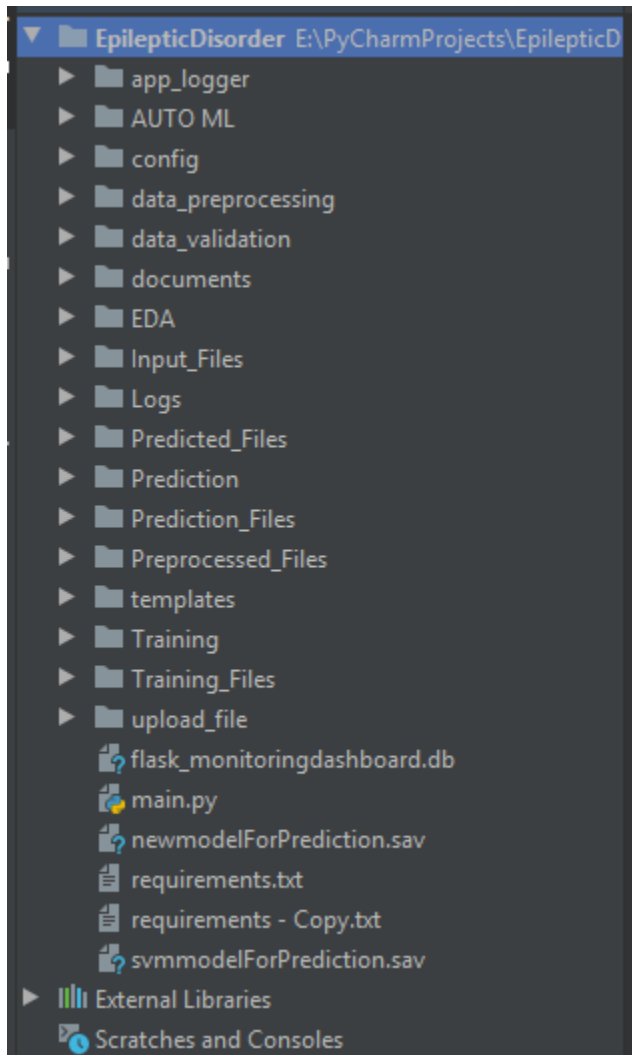 EpilepticDisorder E:\PyCharmProjects\EpilepticD
app_logger
AUTO ML
config
data_preprocessing
data_validation
documents
EDA
Input_Files
Logs
Predicted_Files
Prediction
Prediction_Files
Preprocessed_Files
templates
Training
Training_Files
upload_file
flask_monitoringdashboard.db
main.py
newmodelForPrediction.sav
requirements.txt
requirements - Copy.txt
svmmodelForPrediction.sav
External Libraries
Scratches and Consoles